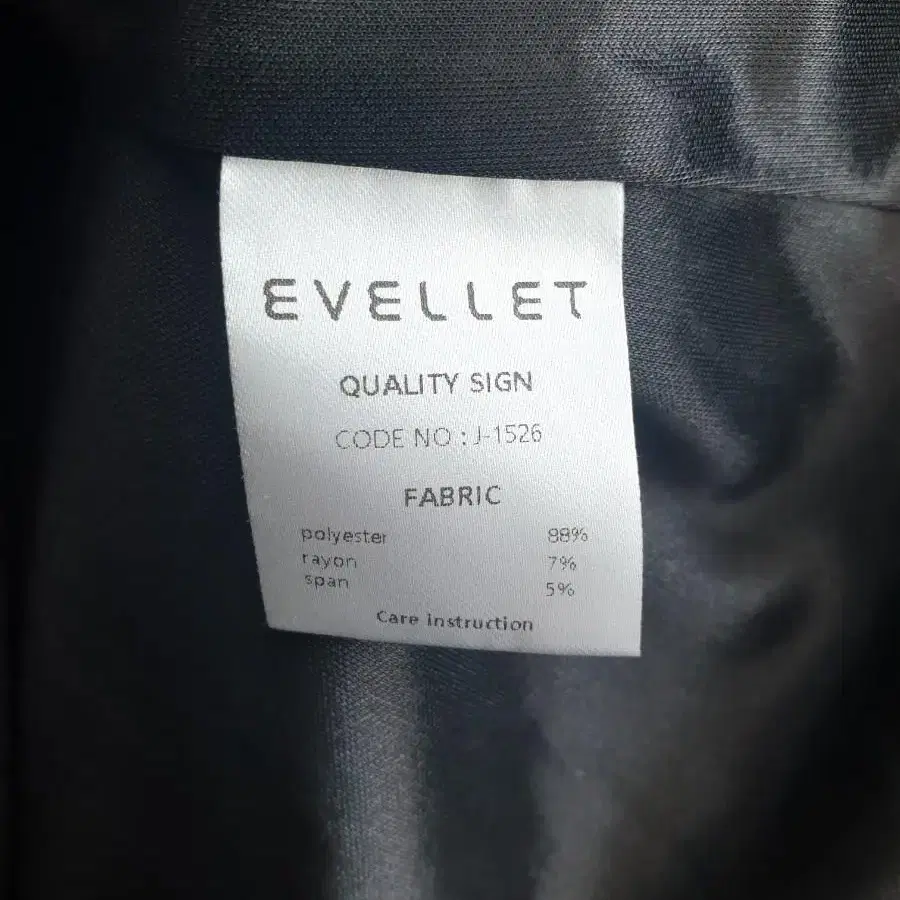 EVELLET
QUALITY SIGN
CODE NO : J-1526
FABRIC
polyester 88%
rayon 7%
span 5%
Care instruction